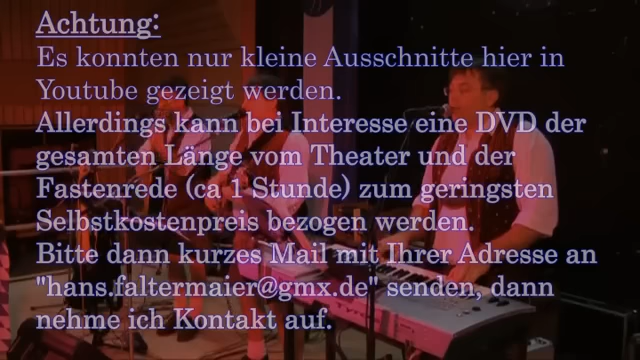 Achtung:
Es konnten nur kleine Ausschnitte hier in
Youtube gezeigt werden.
Allerdings kann bei Interesse eine DVD der
gesamten Länge vom Theater und der
Fastenrede (ca 1 Stunde) zum geringsten
Selbstkostenpreis bezogen werden.
Bitte dann kurzes Mail mit Ihrer Adresse an
"hans.faltermaier@gmx.de" senden, dann
nehme ich Kontakt auf.